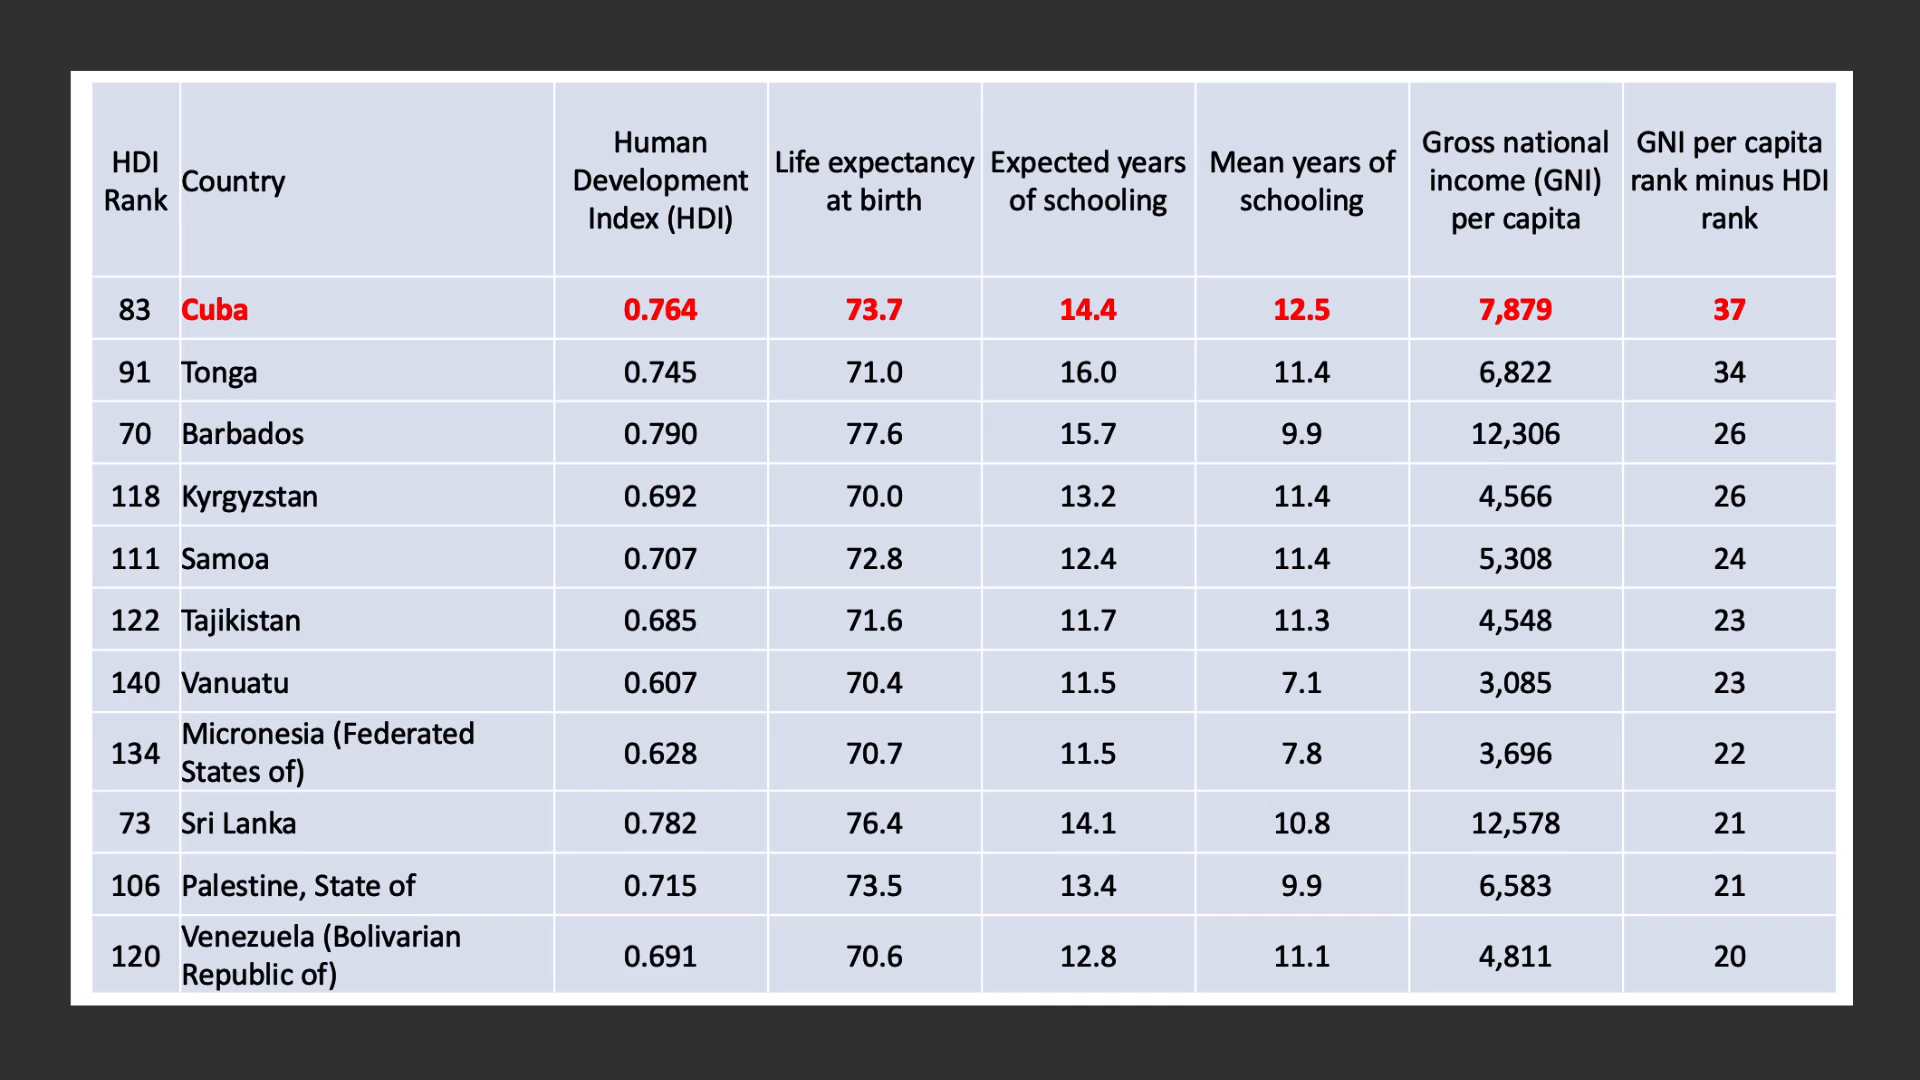 HDI Rank | Country | Human Development Index (HDI) | Life expectancy at birth | Expected years of schooling | Mean years of schooling | Gross national income (GNI) per capita | GNI per capita rank minus HDI rank
83 Cuba 0.764 73.7 14.4 12.5 7,879 37
91 Tonga 0.745 71.0 16.0 11.4 6,822 34
70 Barbados 0.790 77.6 15.7 9.9 12,306 26
118 Kyrgyzstan 0.692 70.0 13.2 11.4 4,566 26
111 Samoa 0.707 72.8 12.4 11.4 5,308 24
122 Tajikistan 0.685 71.6 11.7 11.3 4,548 23
140 Vanuatu 0.607 70.4 11.5 7.1 3,085 23
134 Micronesia (Federated States of) 0.628 70.7 11.5 7.8 3,696 22
73 Sri Lanka 0.782 76.4 14.1 10.8 12,578 21
106 Palestine, State of 0.715 73.5 13.4 9.9 6,583 21
120 Venezuela (Bolivarian Republic of) 0.691 70.6 12.8 11.1 4,811 20